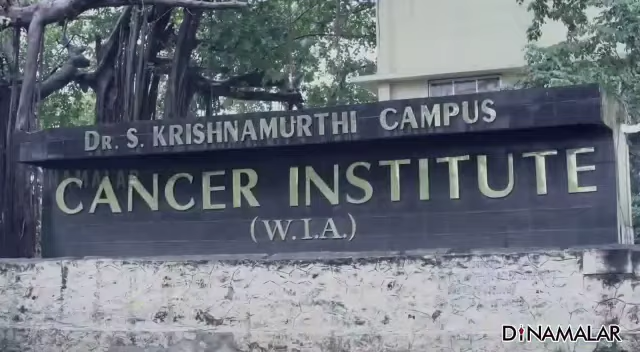 DR. S. KRISHNAMURTHI CAMPUS
CANCER INSTITUTE
(W.I.A.)
DINAMALAR